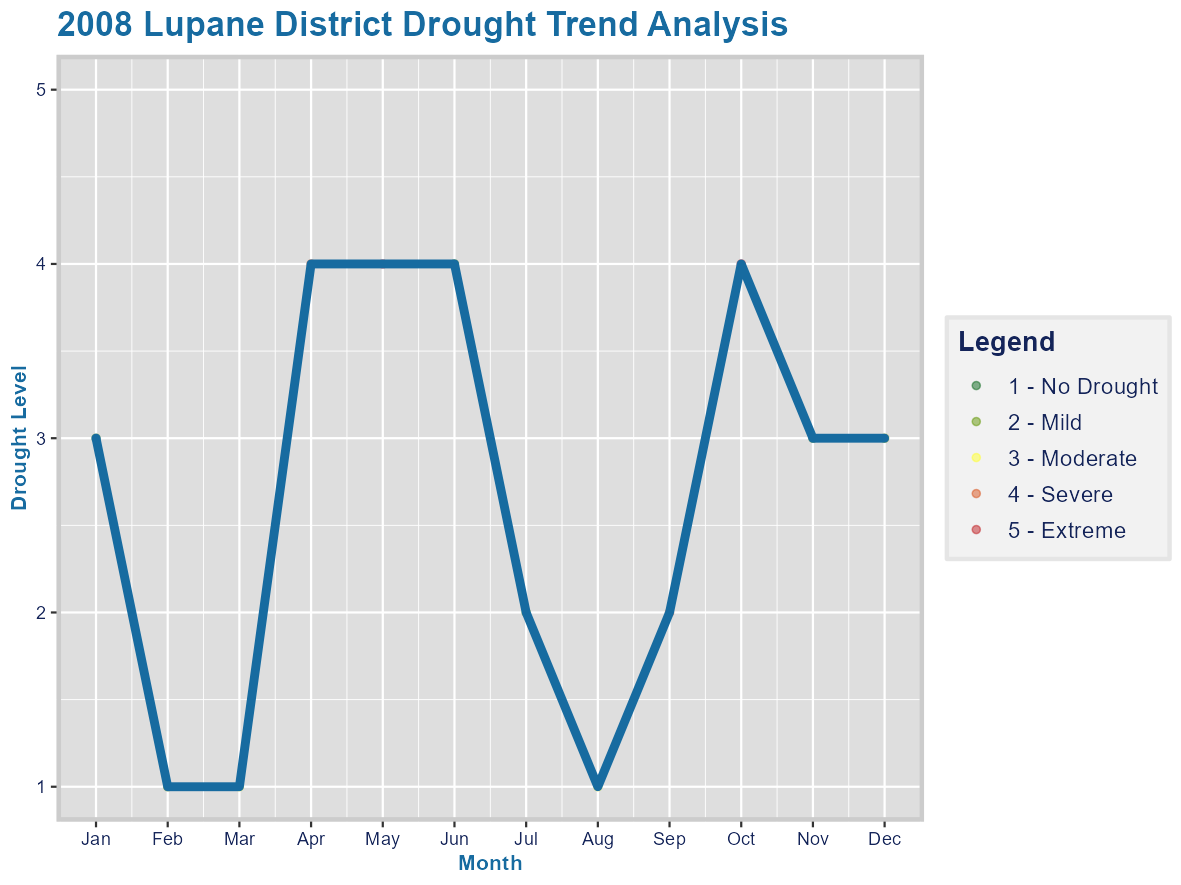 2008 Lupane District Drought Trend Analysis
Drought Level
5
4
3
2
1
Jan Feb Mar Apr May Jun Jul Aug Sep Oct Nov Dec
Month
Legend
1 - No Drought
2 - Mild
3 - Moderate
4 - Severe
5 - Extreme